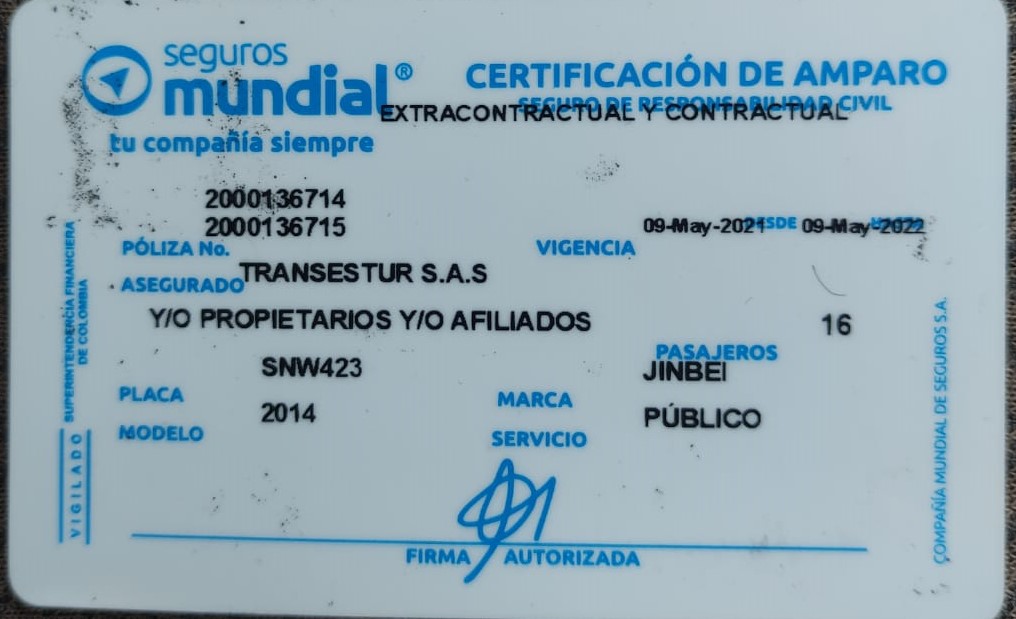 seguros
mundial®
tu compañía siempre
CERTIFICACIÓN DE AMPARO
SEGURO DE RESPONSABILIDAD CIVIL
EXTRACONTRACTUAL Y CONTRACTUAL
2000136714
2000136715
PÓLIZA No.
VIGENCIA
09-May-2021 DESDE 09-May-2022 HASTA
ASEGURADO TRANSESTUR S.A.S
Y/O PROPIETARIOS Y/O AFILIADOS
16
PASAJEROS
SNW423
JINBEI
PLACA
MARCA
2014
PÚBLICO
MODELO
SERVICIO
FIRMA AUTORIZADA
VIGILADO SUPERINTENDENCIA FINANCIERA
DE COLOMBIA
COMPAÑÍA MUNDIAL DE SEGUROS S.A.